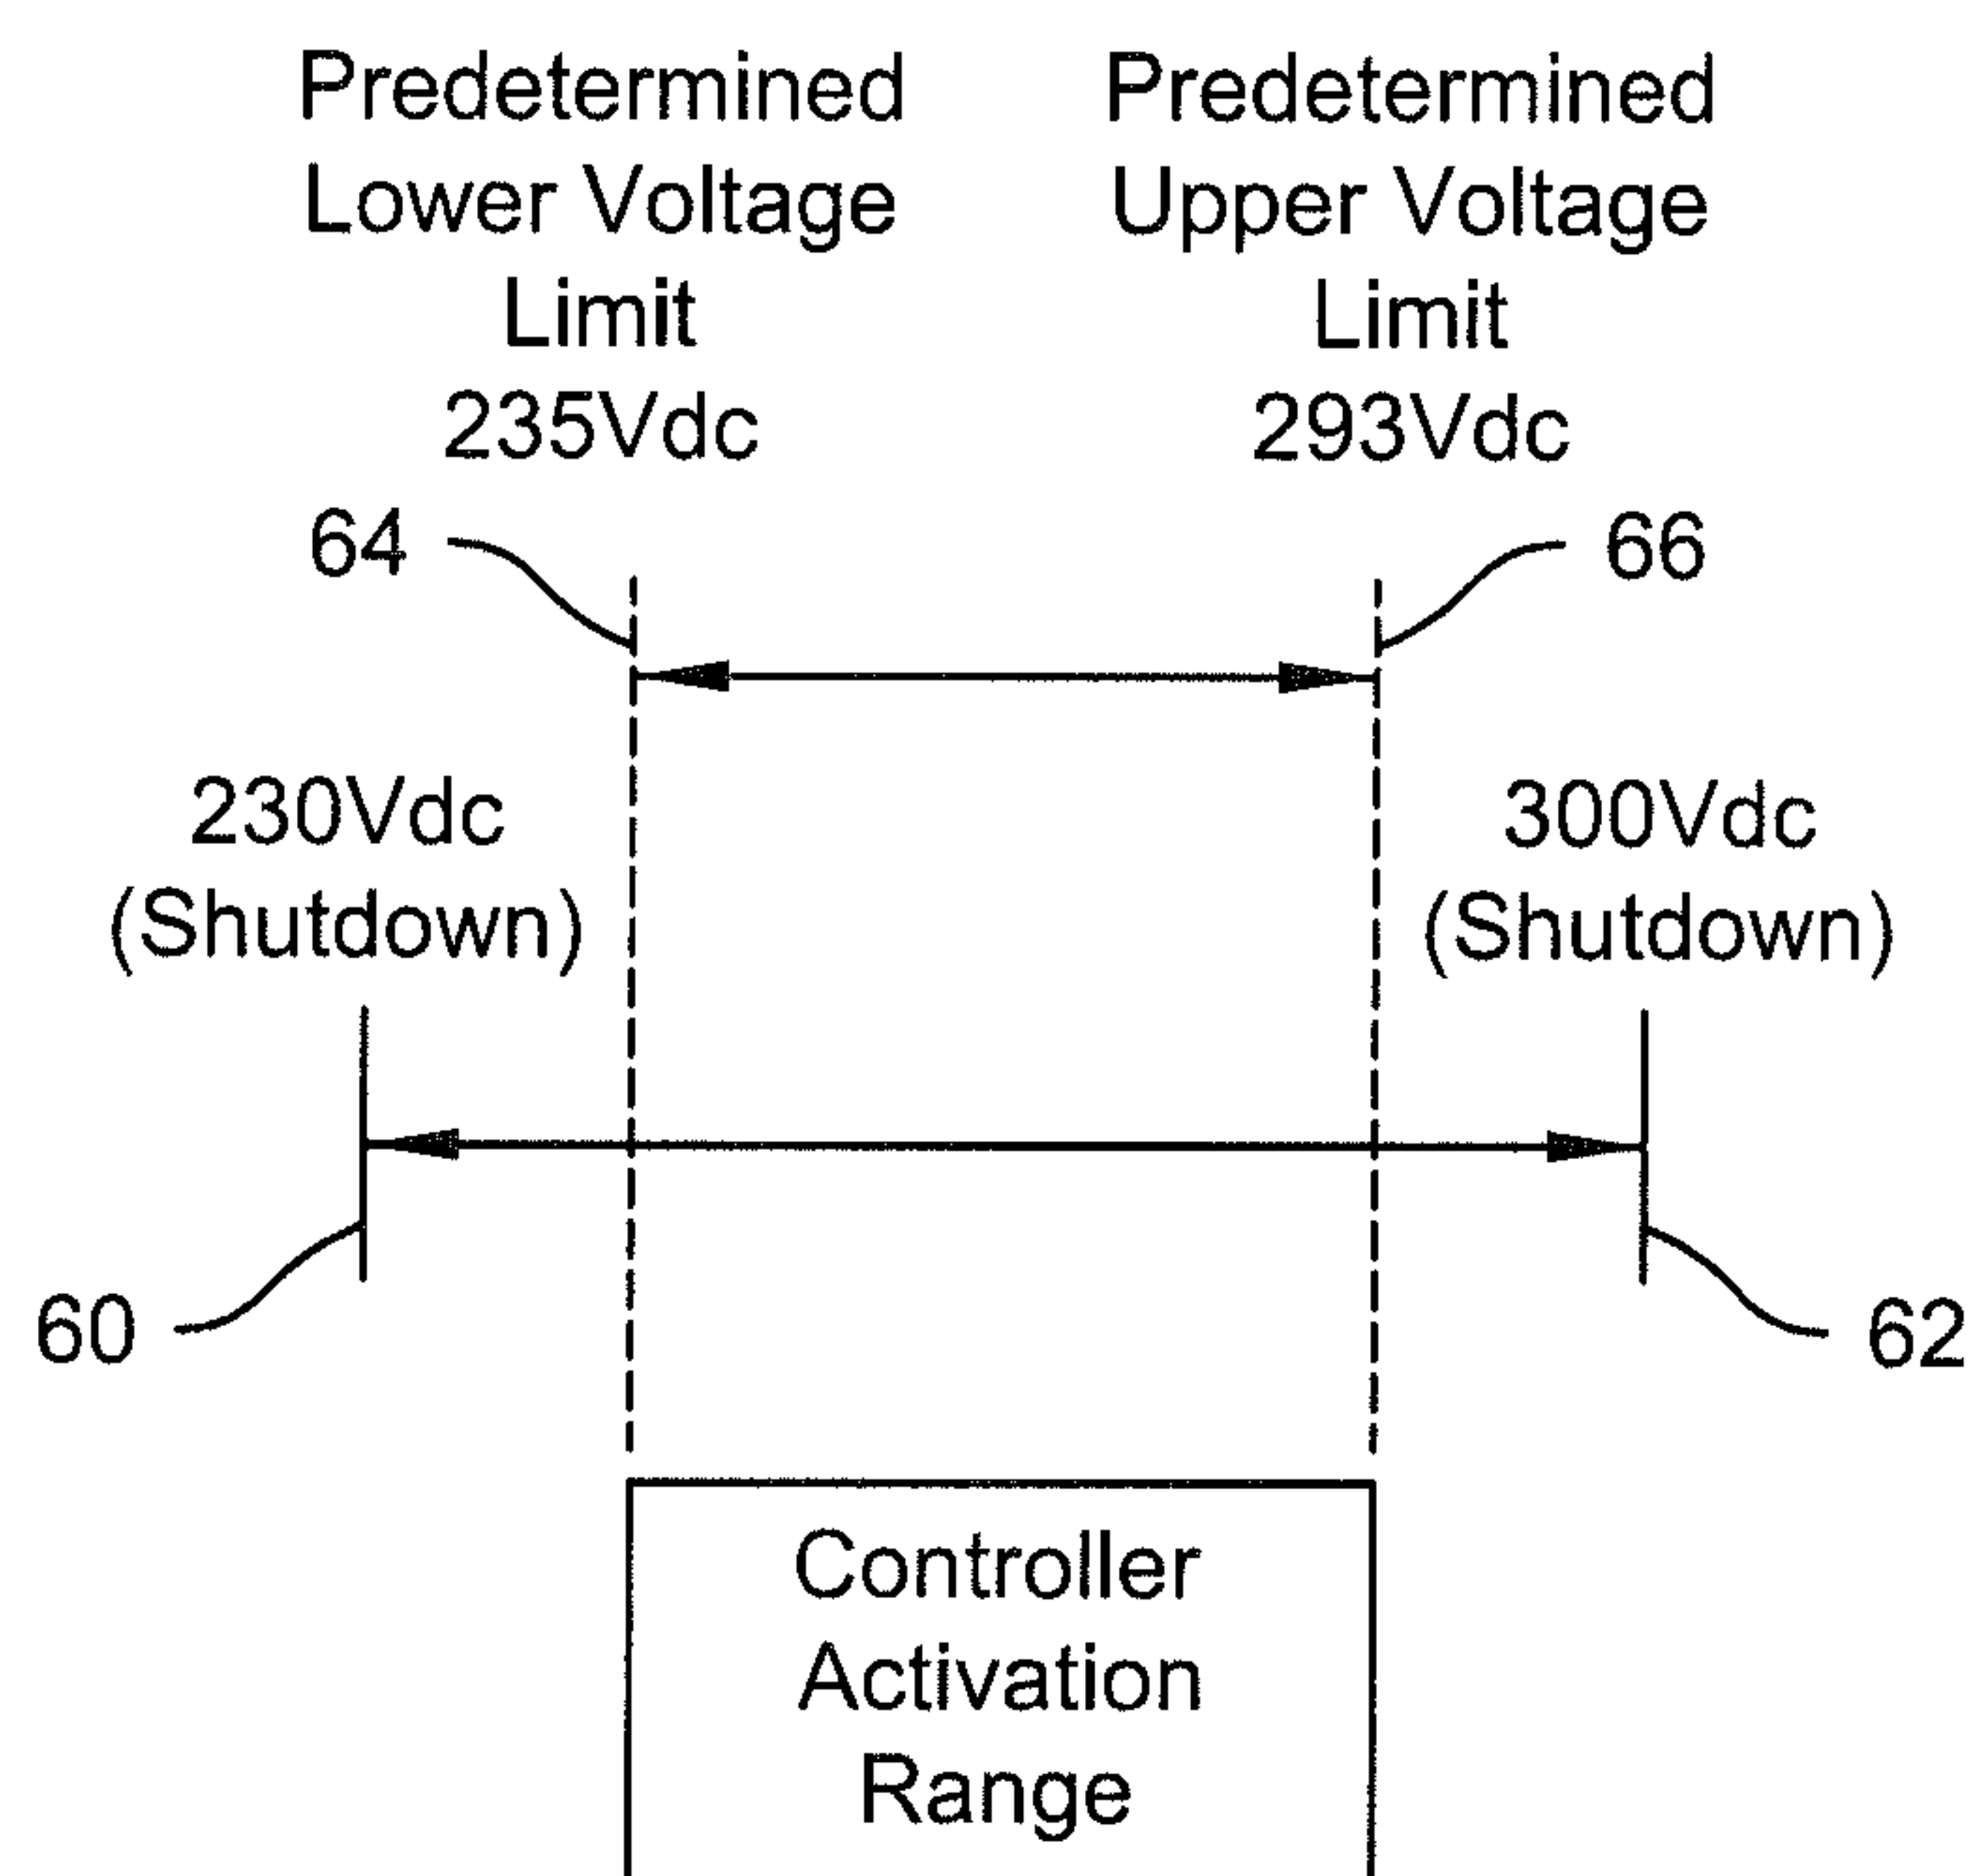 Predetermined
Lower Voltage
Limit
235Vdc
Predetermined
Upper Voltage
Limit
293Vdc
64
66
230Vdc
(Shutdown)
300Vdc
(Shutdown)
60
62
Controller
Activation
Range